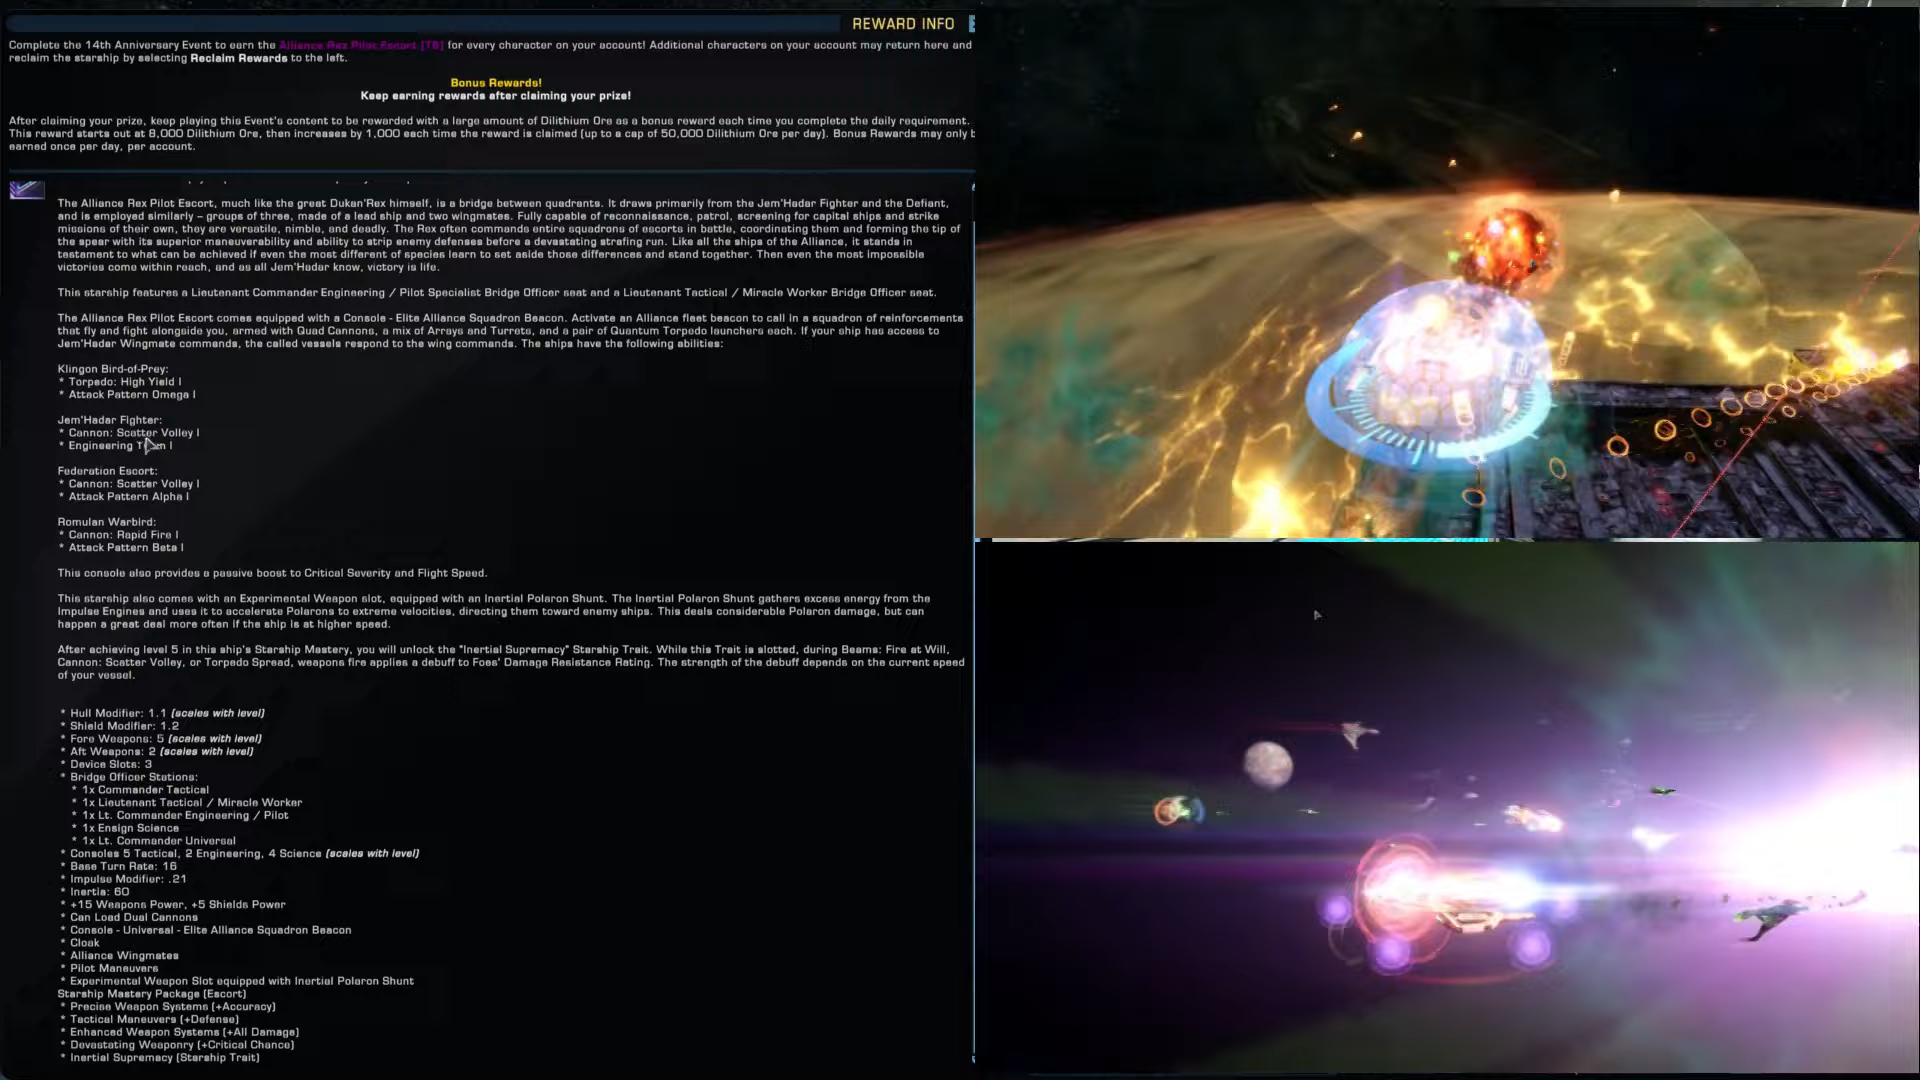 REWARD INFO
Complete the 14th Anniversary Event to earn the Alliance Rex Pilot Escort [T6] for every character on your account! Additional characters on your account may return here and
reclaim the starship by selecting Reclaim Rewards to the left.
Bonus Rewards!
Keep earning rewards after claiming your prize!
After claiming your prize, keep playing this Event's content to be rewarded with a large amount of Dilithium Ore as a bonus reward each time you complete the daily requirement.
This reward starts out at 8,000 Dilithium Ore, then increases by 1,000 each time the reward is claimed (up to a cap of 50,000 Dilithium Ore per day). Bonus Rewards may only
earned once per day, per account.
The Alliance Rex Pilot Escort, much like the great Dukan'Rex himself, is a bridge between quadrants. It draws primarily from the Jem'Hadar Fighter and the Defiant,
and is employed similarly – groups of three, made of a lead ship and two wingmates. Fully capable of reconnaissance, patrol, screening for capital ships and strike
missions of their own, they are versatile, nimble, and deadly. The Rex often commands entire squadrons of escorts in battle, coordinating them and forming the tip of
the spear with its superior maneuverability and ability to strip enemy defenses before a devastating strafing run. Like all the ships of the Alliance, it stands in
testament to what can be achieved if even the most different of species learn to set aside those differences and stand together. Then even the most impossible
victories come within reach, and as all Jem'Hadar know, victory is life.
This starship features a Lieutenant Commander Engineering / Pilot Specialist Bridge Officer seat and a Lieutenant Tactical / Miracle Worker Bridge Officer seat.
The Alliance Rex Pilot Escort comes equipped with a Console - Elite Alliance Squadron Beacon. Activate an Alliance fleet beacon to call in a squadron of reinforcements
that fly and fight alongside you, armed with Quad Cannons, a mix of Arrays and Turrets, and a pair of Quantum Torpedo launchers each. If your ship has access to
Jem'Hadar Wingmate commands, the called vessels respond to the wing commands. The ships have the following abilities:
Klingon Bird-of-Prey:
* Torpedo: High Yield I
* Attack Pattern Omega I
Jem'Hadar Fighter:
* Cannon: Scatter Volley I
* Engineering Team I
Federation Escort:
* Cannon: Scatter Volley I
* Attack Pattern Alpha I
Romulan Warbird:
* Cannon: Rapid Fire I
* Attack Pattern Beta I
This console also provides a passive boost to Critical Severity and Flight Speed.
This starship also comes with an Experimental Weapon slot, equipped with an Inertial Polaron Shunt. The Inertial Polaron Shunt gathers excess energy from the
Impulse Engines and uses it to accelerate Polarons to extreme velocities, directing them toward enemy ships. This deals considerable Polaron damage, but can
happen a great deal more often if the ship is at higher speed.
After achieving level 5 in this ship's Starship Mastery, you will unlock the "Inertial Supremacy" Starship Trait. While this Trait is slotted, during Beams: Fire at Will,
Cannon: Scatter Volley, or Torpedo Spread, weapons fire applies a debuff to Foes' Damage Resistance Rating. The strength of the debuff depends on the current speed
of your vessel.
* Hull Modifier: 1.1 (scales with level)
* Shield Modifier: 1.2
* Fore Weapons: 5 (scales with level)
* Aft Weapons: 2 (scales with level)
* Device Slots: 3
* Bridge Officer Stations:
* 1x Commander Tactical
* 1x Lieutenant Tactical / Miracle Worker
* 1x Lt. Commander Engineering / Pilot
* 1x Ensign Science
* 1x Lt. Commander Universal
* Consoles 5 Tactical, 2 Engineering, 4 Science (scales with level)
* Base Turn Rate: 16
* Impulse Modifier: .21
* Inertia: 60
* +15 Weapons Power, +5 Shields Power
* Can Load Dual Cannons
* Console - Universal - Elite Alliance Squadron Beacon
* Cloak
* Alliance Wingmates
* Pilot Maneuvers
* Experimental Weapon Slot equipped with Inertial Polaron Shunt
Starship Mastery Package (Escort)
* Precise Weapon Systems (+Accuracy)
* Tactical Maneuvers (+Defense)
* Enhanced Weapon Systems (+All Damage)
* Devastating Weaponry (+Critical Chance)
* Inertial Supremacy (Starship Trait)